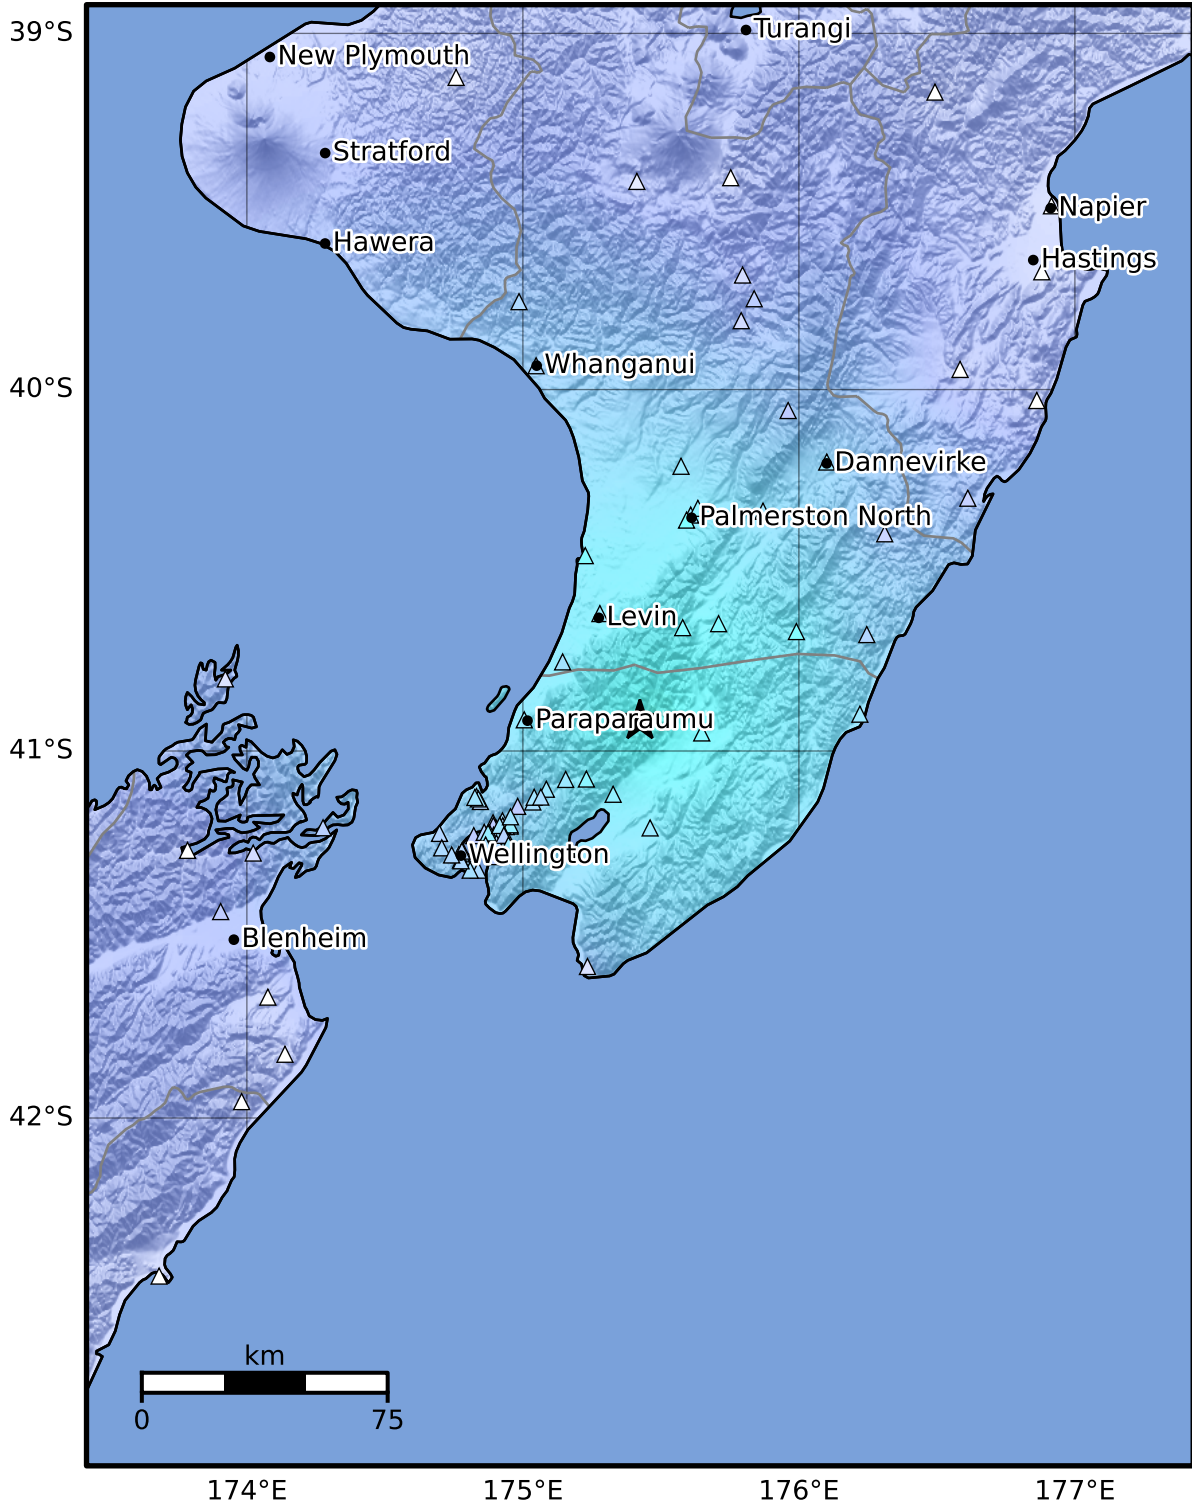 39°S
Turangi
New Plymouth
Stratford
Napier
Hawera
Hastings
Whanganui
40°S
Dannevirke
Palmerston North
Levin
Paraparaumu
41°S
Wellington
Blenheim
42°S
km
0 75
174°E 175°E 176°E 177°E